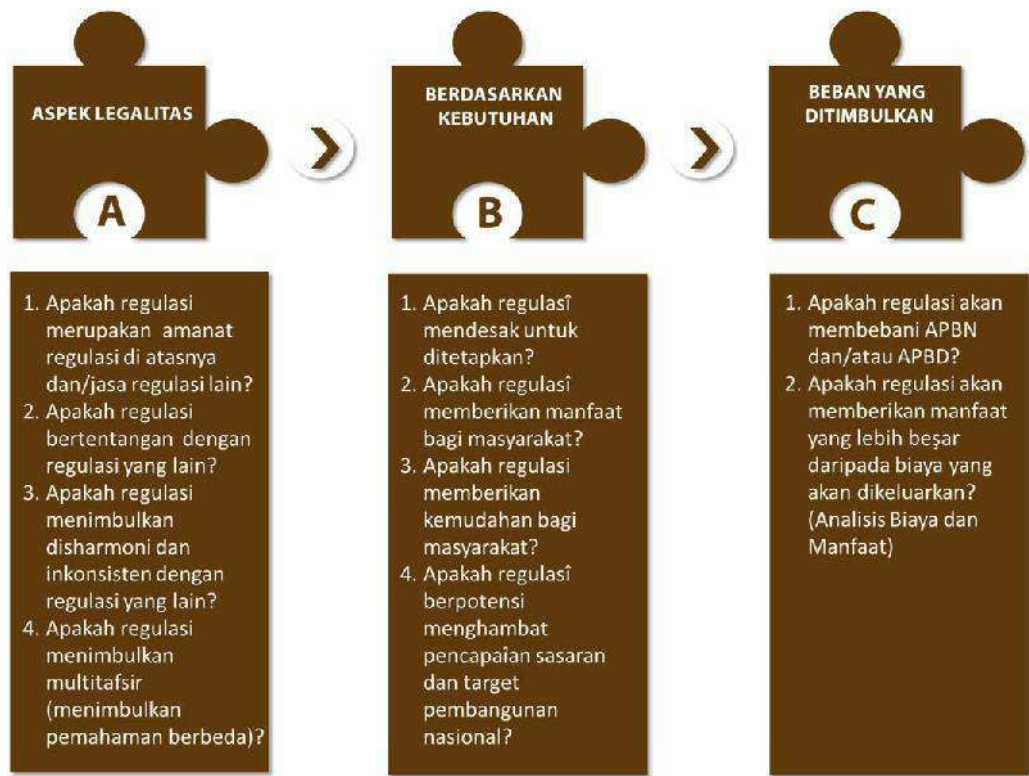 ASPEK LEGALITAS
A
1. Apakah regulasi
merupakan amanat
regulasi di atasnya
dan/jasa regulasi lain?
2. Apakah regulasi
bertentangan dengan
regulasi yang lain?
3. Apakah regulasi
menimbulkan
disharmoni dan
inkonsisten dengan
regulasi yang lain?
4. Apakah regulasi
menimbulkan
multitafsir
(menimbulkan
pemahaman berbeda)?
BERDASARKAN
KEBUTUHAN
B
1. Apakah regulasî
mendesak untuk
ditetapkan?
2. Apakah regulasî
memberikan manfaat
bagi masyarakat?
3. Apakah regulasi
memberikan
kemudahan bagi
masyarakat?
4. Apakah regulasî
berpotensi
menghambat
pencapaîan sasaran
dan target
pembangunan
nasional?
BEBAN YANG
DITIMBULKAN
C
1. Apakah regulasi akan
membebani APBN
dan/atau APBD?
2. Apakah regulasi akan
memberikan manfaat
yang lebih beşar
daripada biaya yang
akan dikeluarkan?
(Analisis Biaya dan
Manfaat)